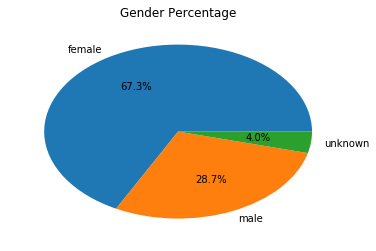 Gender Percentage
female
67.3%
4.0%
unknown
28.7%
male